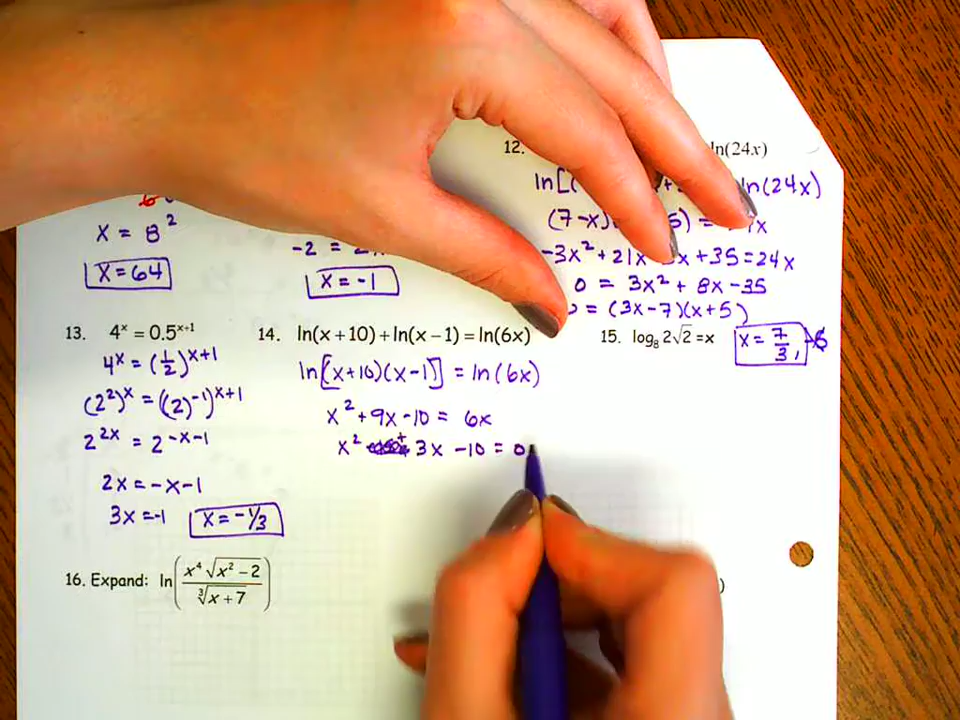 12.
ln(24x)
ln[( ln(24x)
(7-x) 5) = x
-3x² + 21x x + 35 = 24x
0 = 3x² + 8x - 35
= (3x-7)(x+5)
x = 7/3, -5
x = 8²
x = 64
-2 =
x = -1
13. 4ˣ = 0.5ˣ⁺¹
4ˣ = (1/2)ˣ⁺¹
(2²)ˣ = ((2)⁻¹)ˣ⁺¹
2²ˣ = 2⁻ˣ⁻¹
2x = -x-1
3x = -1
x = -1/3
14. ln(x+10) + ln(x-1) = ln(6x)
ln[(x+10)(x-1)] = ln(6x)
x² + 9x - 10 = 6x
x² + 3x - 10 = 0
15. log₈ 2√2 = x
16. Expand: ln(x⁴√(x²-2) / ∛(x+7))
)